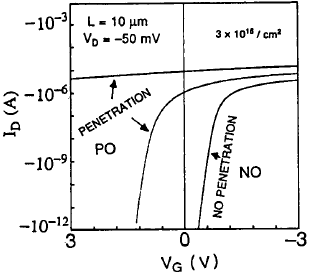 -10⁻³
L = 10 µm
V_D = -50 mV
3 × 10¹⁶ / cm²
-10⁻⁶
PENETRATION
PO
I_D (A)
NO PENETRATION
NO
-10⁻⁹
-10⁻¹²
3 0 -3
V_G (V)